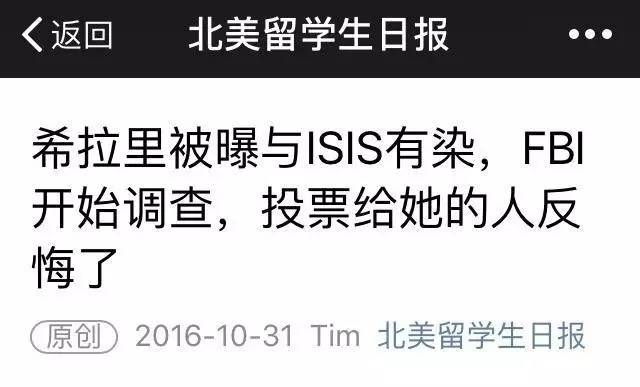 返回 北美留学生日报 •••
希拉里被曝与ISIS有染，FBI
开始调查，投票给她的人反
悔了
原创 2016-10-31 Tim 北美留学生日报